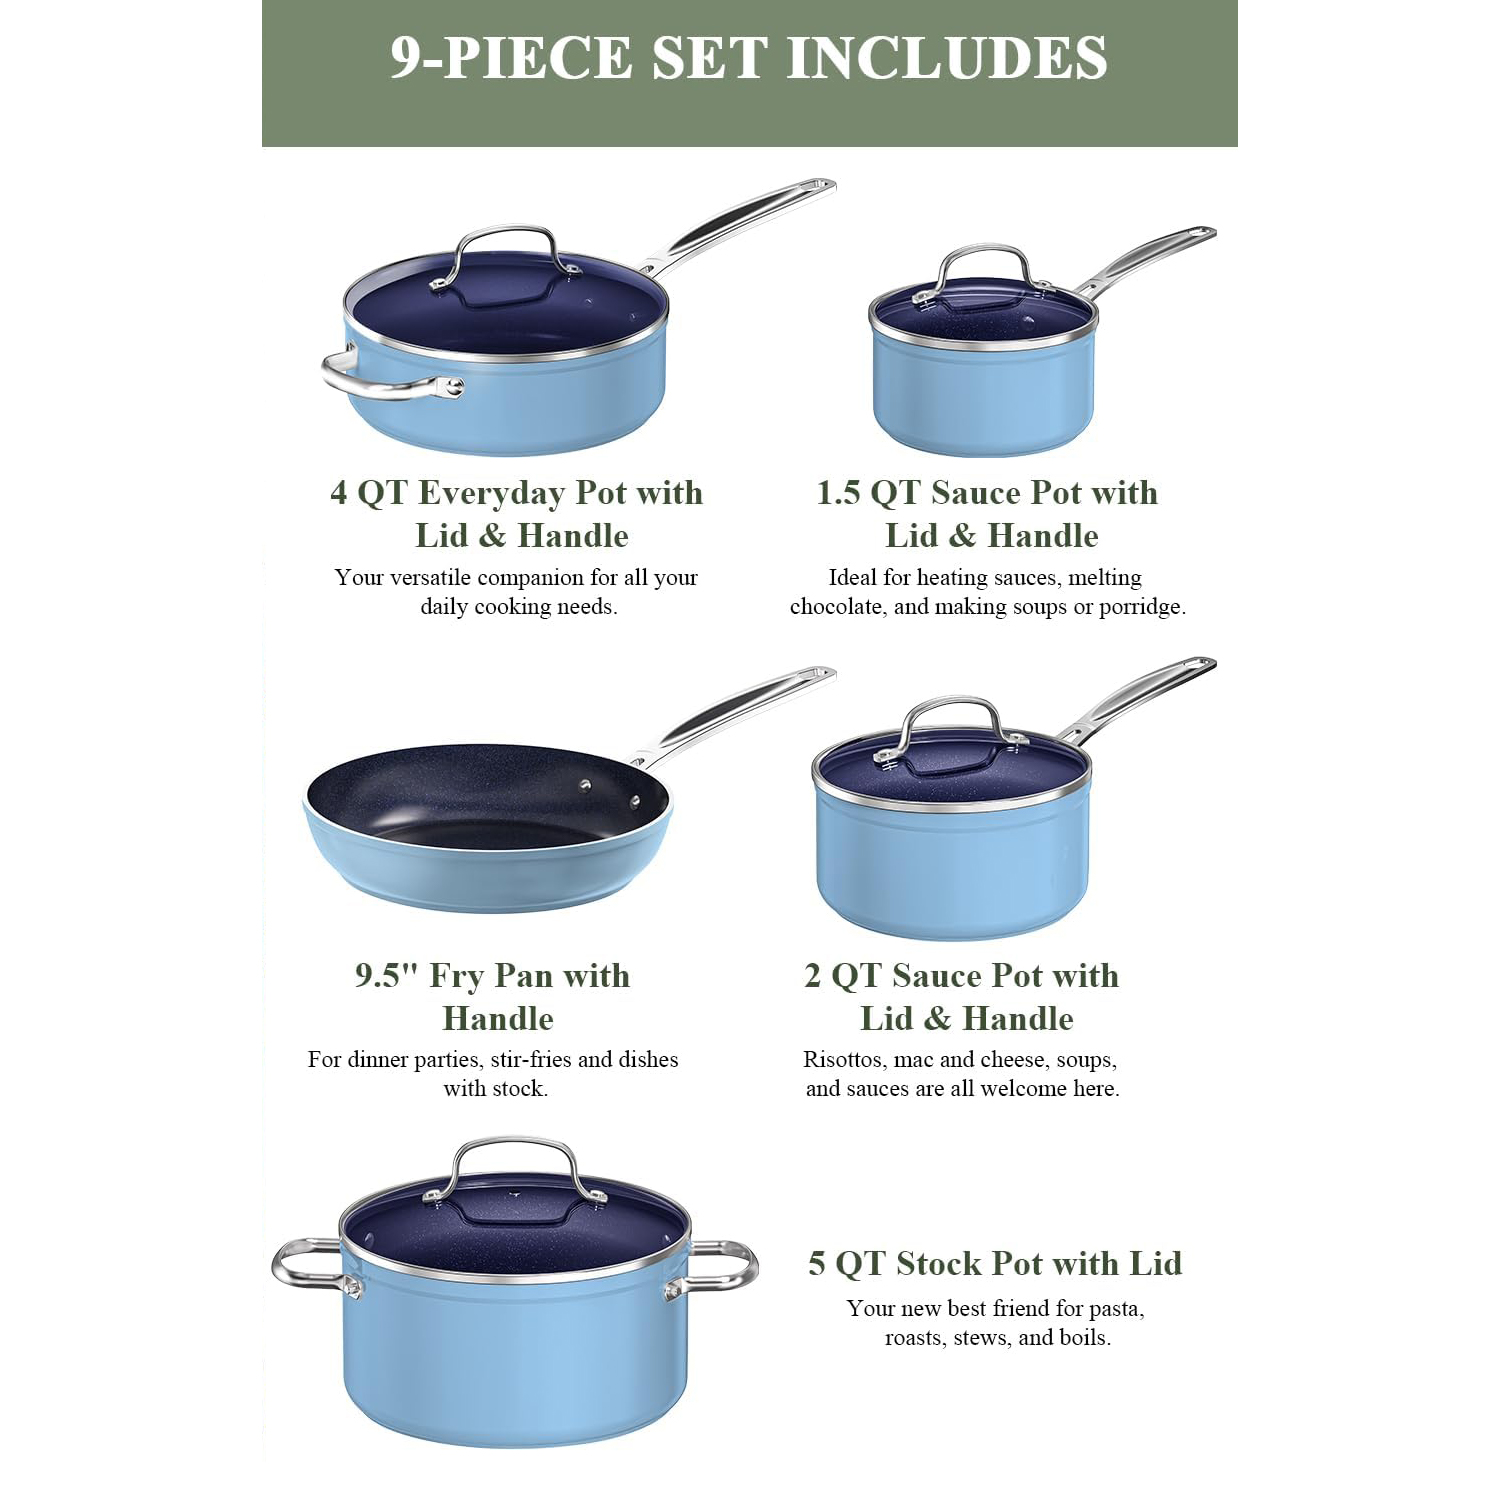 9-PIECE SET INCLUDES
4 QT Everyday Pot with
Lid & Handle
Your versatile companion for all your
daily cooking needs.
1.5 QT Sauce Pot with
Lid & Handle
Ideal for heating sauces, melting
chocolate, and making soups or porridge.
9.5" Fry Pan with
Handle
For dinner parties, stir-fries and dishes
with stock.
2 QT Sauce Pot with
Lid & Handle
Risottos, mac and cheese, soups,
and sauces are all welcome here.
5 QT Stock Pot with Lid
Your new best friend for pasta,
roasts, stews, and boils.